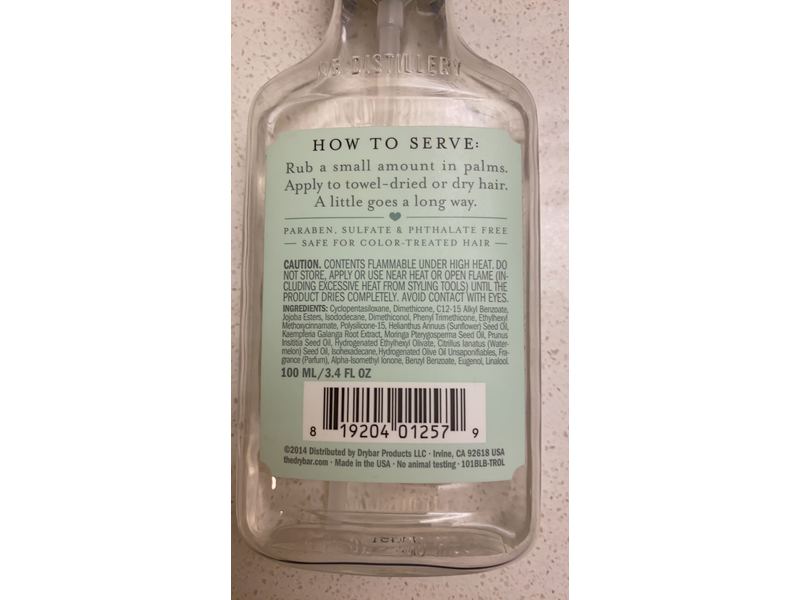 DISTILLERY
HOW TO SERVE:
Rub a small amount in palms.
Apply to towel-dried or dry hair.
A little goes a long way.
PARABEN, SULFATE & PHTHALATE FREE
SAFE FOR COLOR-TREATED HAIR
CAUTION. CONTENTS FLAMMABLE UNDER HIGH HEAT. DO
NOT STORE, APPLY OR USE NEAR HEAT OR OPEN FLAME (IN-
CLUDING EXCESSIVE HEAT FROM STYLING TOOLS) UNTIL THE
PRODUCT DRIES COMPLETELY. AVOID CONTACT WITH EYES.
INGREDIENTS: Cyclopentasiloxane, Dimethicone, C12-15 Alkyl Benzoate,
Jojoba Esters, Isododecane, Dimethiconol, Phenyl Trimethicone, Ethylhexyl
Methoxycinnamate, Polysilicone-15, Helianthus Annuus (Sunflower) Seed Oil,
Kaempferia Galanga Root Extract, Moringa Pterygosperma Seed Oil, Prunus
Insititia Seed Oil, Hydrogenated Ethylhexyl Olivate, Citrullus lanatus (Water-
melon) Seed Oil, Isohexadecane, Hydrogenated Olive Oil Unsaponifiables, Fra-
grance (Parfum), Alpha-Isomethyl Ionone, Benzyl Benzoate, Eugenol, Linalool.
100 ML/3.4 FL OZ
8 19204 01257 9
©2014 Distributed by Drybar Products LLC · Irvine, CA 92618 USA
thedrybar.com · Made in the USA · No animal testing · 101BLB-TROL